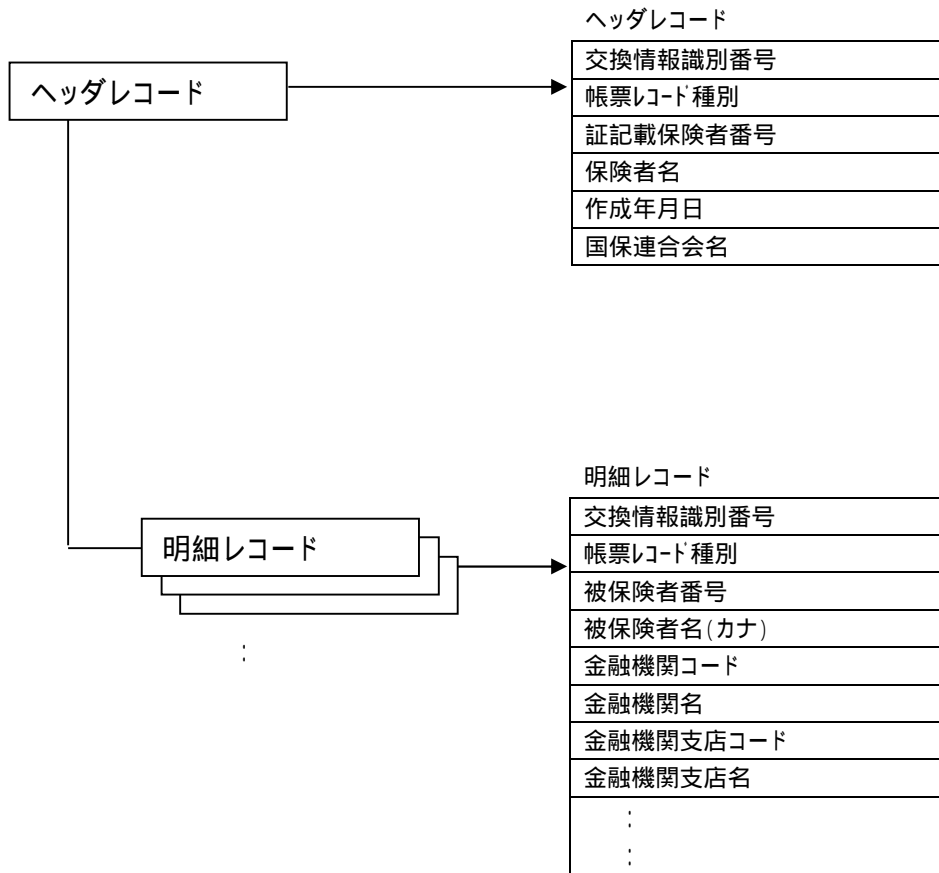 ヘッダレコード
ヘッダレコード
交換情報識別番号
帳票ﾚｺｰﾄﾞ種別
証記載保険者番号
保険者名
作成年月日
国保連合会名
明細レコード
:
明細レコード
交換情報識別番号
帳票ﾚｺｰﾄﾞ種別
被保険者番号
被保険者名(カナ)
金融機関コード
金融機関名
金融機関支店コード
金融機関支店名
:
: